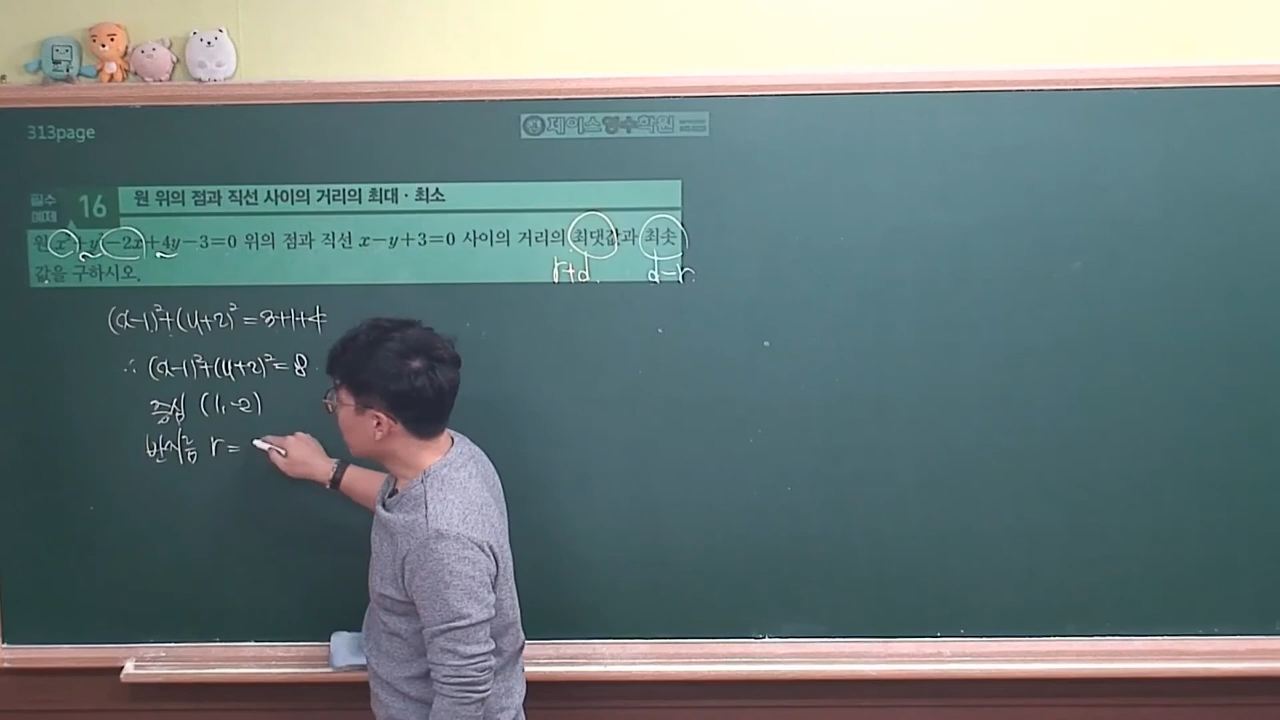 313page
제이스영수학원
필수
예제
16
원 위의 점과 직선 사이의 거리의 최대 · 최소
원 x²+y²−2x+4y−3=0 위의 점과 직선 x−y+3=0 사이의 거리의 최댓값과 최솟
값을 구하시오.
r+d
d−r
(x−1)²+(y+2)²=3+1+4
∴ (x−1)²+(y+2)²=8
중심 (1,−2)
반지름 r=